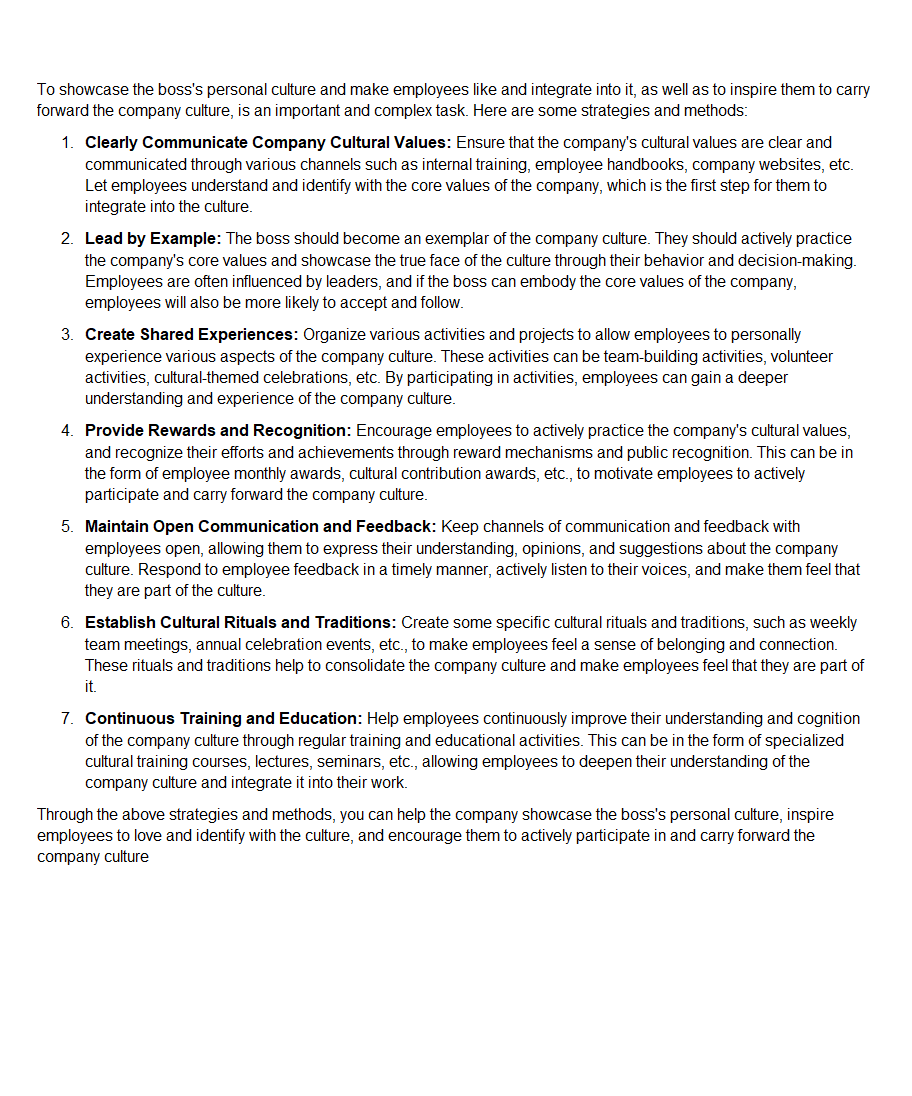 To showcase the boss's personal culture and make employees like and integrate into it, as well as to inspire them to carry
forward the company culture, is an important and complex task. Here are some strategies and methods:
1. Clearly Communicate Company Cultural Values: Ensure that the company's cultural values are clear and
communicated through various channels such as internal training, employee handbooks, company websites, etc.
Let employees understand and identify with the core values of the company, which is the first step for them to
integrate into the culture.
2. Lead by Example: The boss should become an exemplar of the company culture. They should actively practice
the company's core values and showcase the true face of the culture through their behavior and decision-making.
Employees are often influenced by leaders, and if the boss can embody the core values of the company,
employees will also be more likely to accept and follow.
3. Create Shared Experiences: Organize various activities and projects to allow employees to personally
experience various aspects of the company culture. These activities can be team-building activities, volunteer
activities, cultural-themed celebrations, etc. By participating in activities, employees can gain a deeper
understanding and experience of the company culture.
4. Provide Rewards and Recognition: Encourage employees to actively practice the company's cultural values,
and recognize their efforts and achievements through reward mechanisms and public recognition. This can be in
the form of employee monthly awards, cultural contribution awards, etc., to motivate employees to actively
participate and carry forward the company culture.
5. Maintain Open Communication and Feedback: Keep channels of communication and feedback with
employees open, allowing them to express their understanding, opinions, and suggestions about the company
culture. Respond to employee feedback in a timely manner, actively listen to their voices, and make them feel that
they are part of the culture.
6. Establish Cultural Rituals and Traditions: Create some specific cultural rituals and traditions, such as weekly
team meetings, annual celebration events, etc., to make employees feel a sense of belonging and connection.
These rituals and traditions help to consolidate the company culture and make employees feel that they are part of
it.
7. Continuous Training and Education: Help employees continuously improve their understanding and cognition
of the company culture through regular training and educational activities. This can be in the form of specialized
cultural training courses, lectures, seminars, etc., allowing employees to deepen their understanding of the
company culture and integrate it into their work.
Through the above strategies and methods, you can help the company showcase the boss's personal culture, inspire
employees to love and identify with the culture, and encourage them to actively participate in and carry forward the
company culture